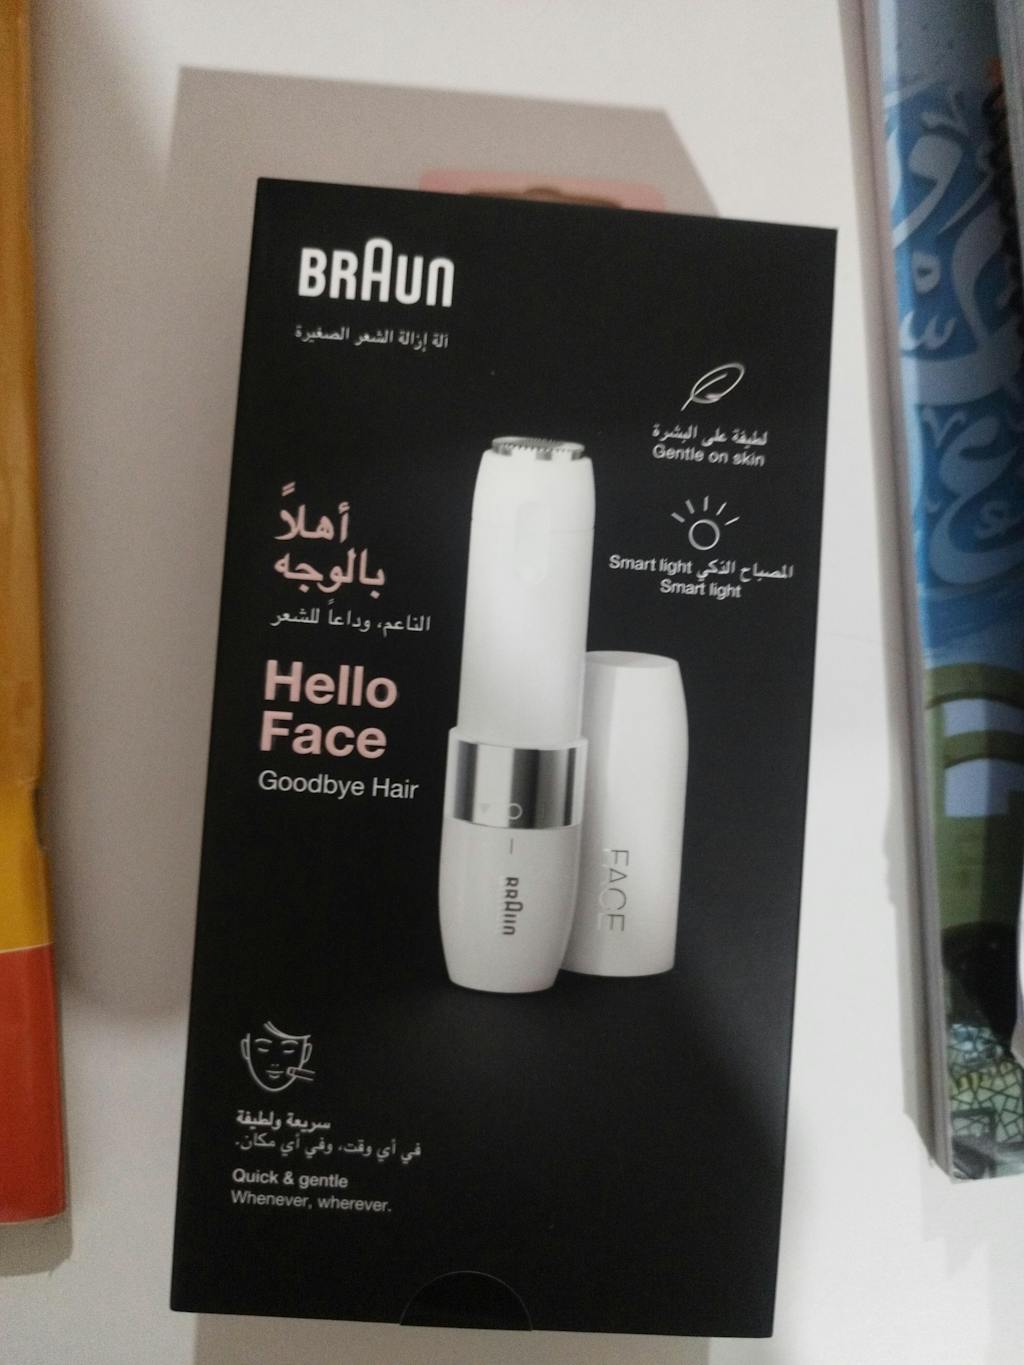 BRAUN
آلة إزالة الشعر الصغيرة
لطيفة على البشرة
Gentle on skin
المصباح الذكي Smart light
Smart light
أهلاً
بالوجه
الناعم، وداعاً للشعر
Hello
Face
Goodbye Hair
BRAUN
FACE
سريعة ولطيفة
في أي وقت، وفي أي مكان.
Quick & gentle
Whenever, wherever.